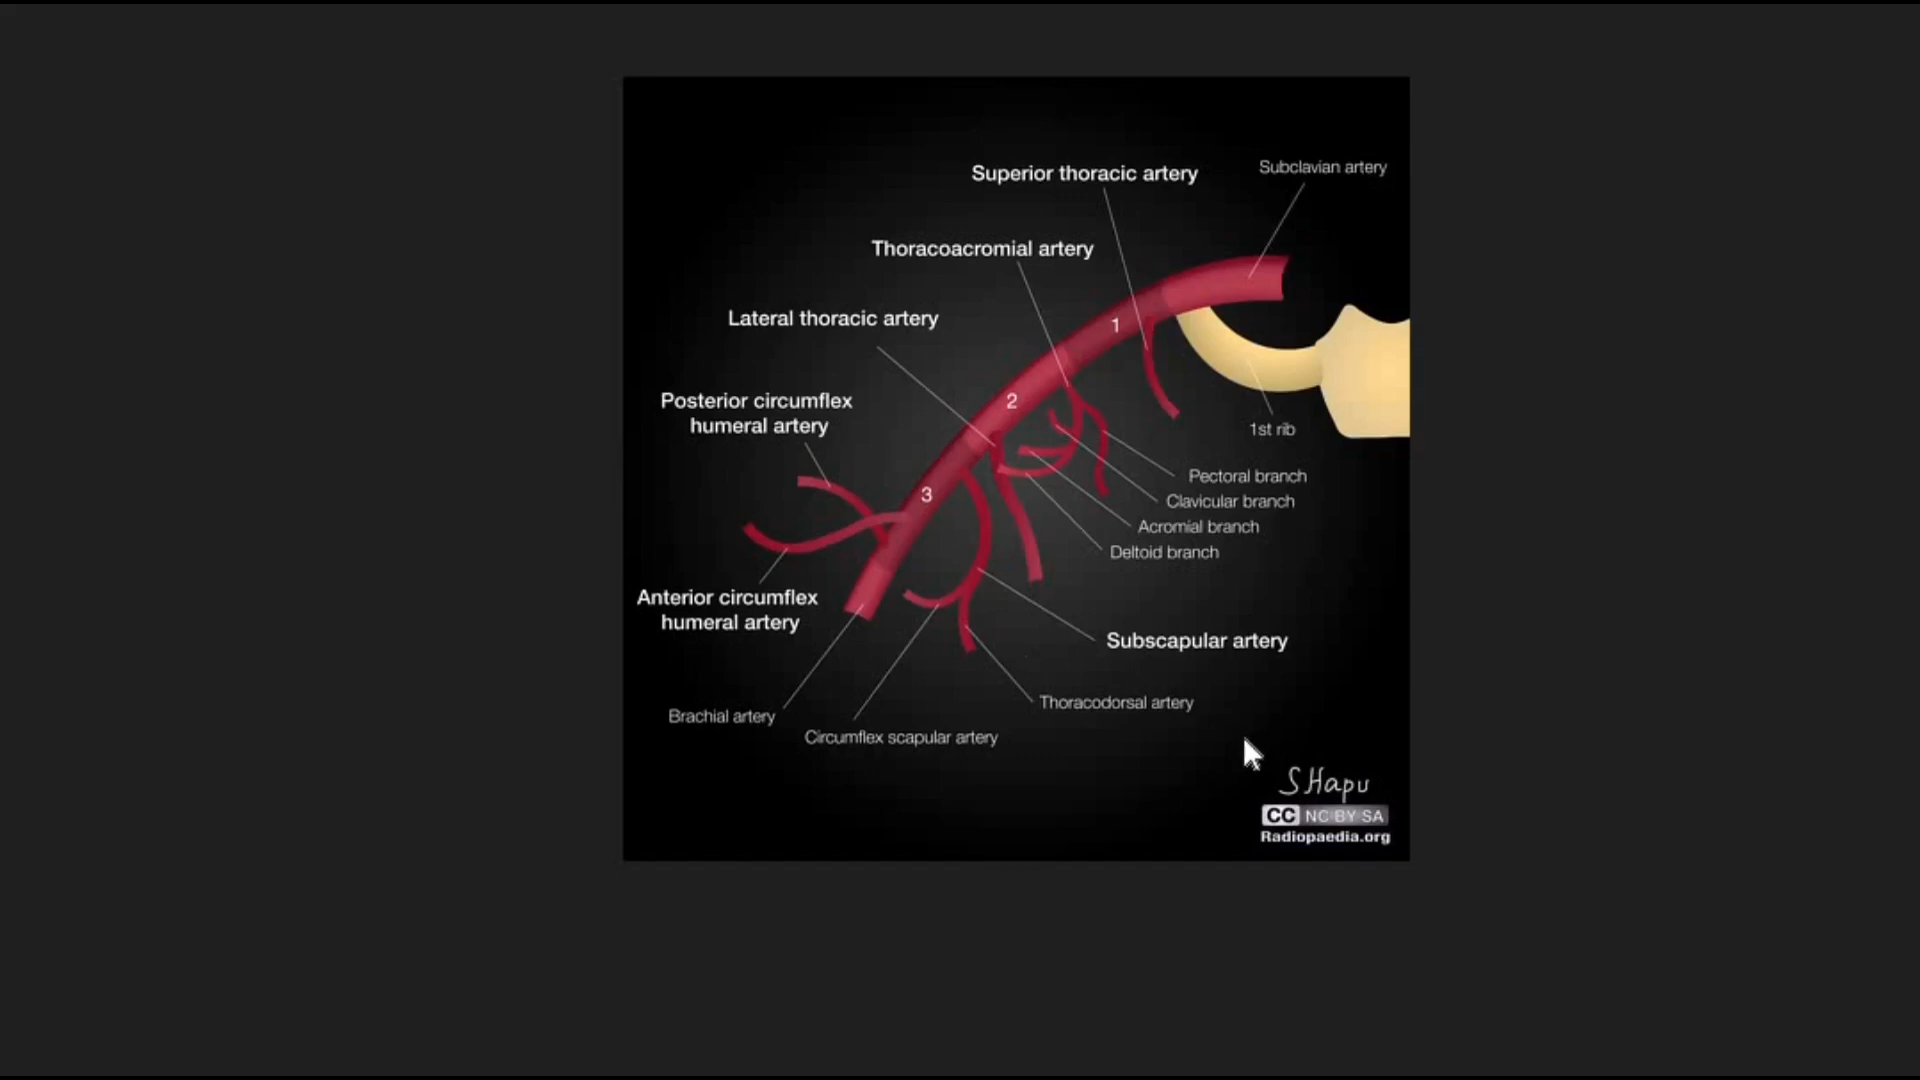 Superior thoracic artery
Subclavian artery
Thoracoacromial artery
Lateral thoracic artery
1
2
Posterior circumflex
humeral artery
1st rib
3
Pectoral branch
Clavicular branch
Acromial branch
Deltoid branch
Anterior circumflex
humeral artery
Subscapular artery
Thoracodorsal artery
Brachial artery
Circumflex scapular artery
SHapu
CC NC BY SA
Radiopaedia.org